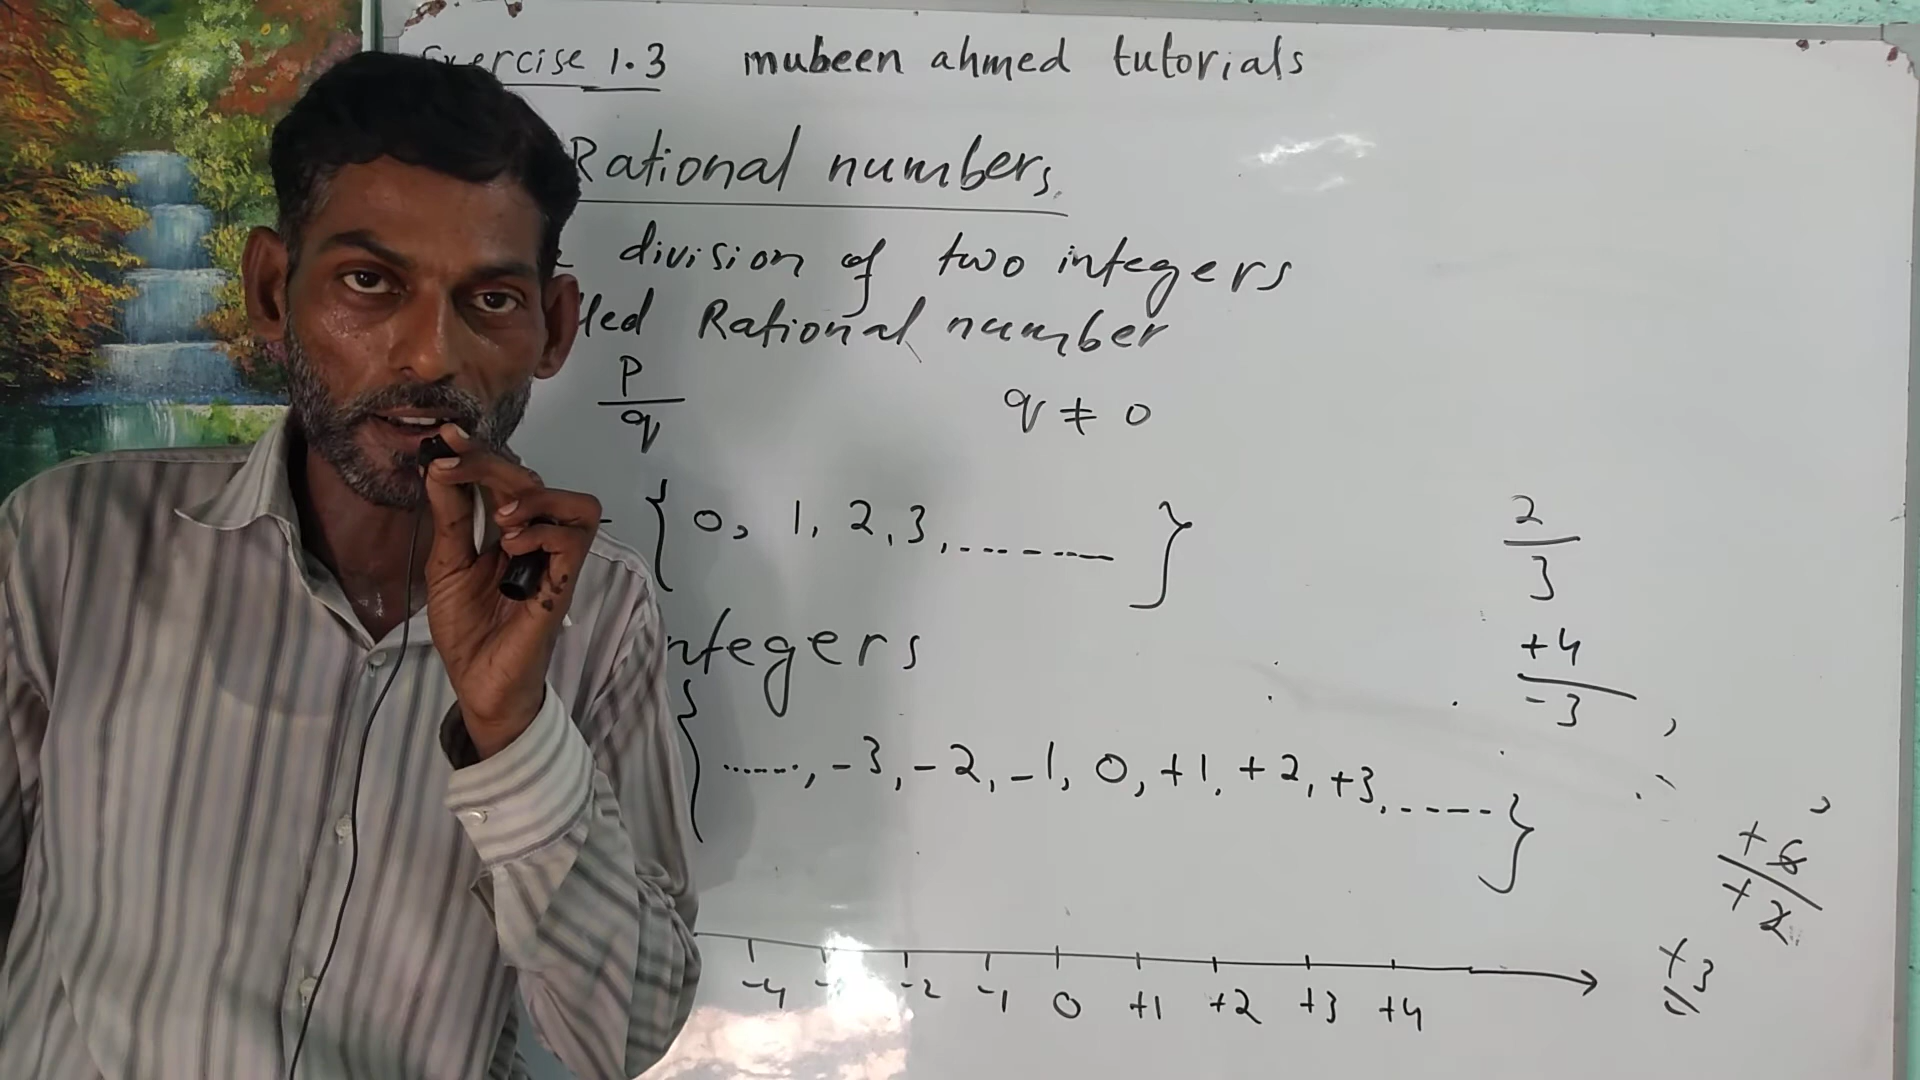 Exercise 1.3 mubeen ahmed tutorials
Rational numbers.
division of two integers
lled Rational number
P/q q ≠ 0
{ 0, 1, 2, 3, ........ }
2/3
ntegers
+4/-3 ,
{ ......, -3, -2, -1, 0, +1, +2, +3, ----- }
+6/+2
+3
-4 -2 -1 0 +1 +2 +3 +4